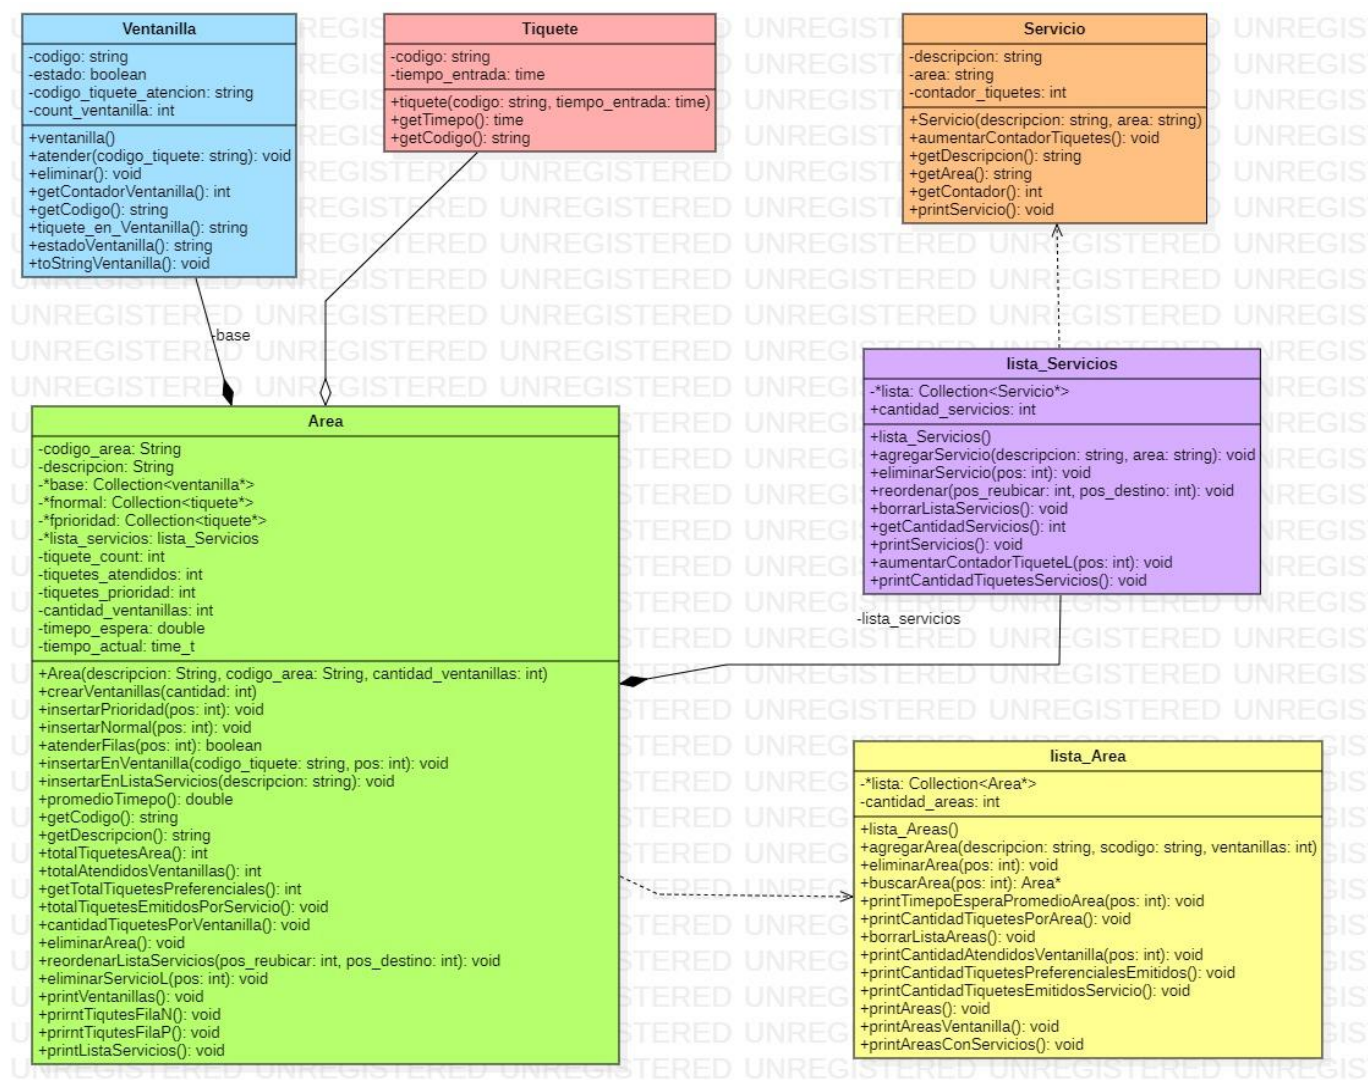 Ventanilla
-codigo: string
-estado: boolean
-codigo_tiquete_atencion: string
-count_ventanilla: int
+ventanilla()
+atender(codigo_tiquete: string): void
+eliminar(): void
+getContadorVentanilla(): int
+getCodigo(): string
+tiquete_en_Ventanilla(): string
+estadoVentanilla(): string
+toStringVentanilla(): void
Tiquete
-codigo: string
-tiempo_entrada: time
+tiquete(codigo: string, tiempo_entrada: time)
+getTimepo(): time
+getCodigo(): string
Servicio
-descripcion: string
-area: string
-contador_tiquetes: int
+Servicio(descripcion: string, area: string)
+aumentarContadorTiquetes(): void
+getDescripcion(): string
+getArea(): string
+getContador(): int
+printServicio(): void
-base
Area
-codigo_area: String
-descripcion: String
-*base: Collection<ventanilla*>
-*fnormal: Collection<tiquete*>
-*fprioridad: Collection<tiquete*>
-*lista_servicios: lista_Servicios
-tiquete_count: int
-tiquetes_atendidos: int
-tiquetes_prioridad: int
-cantidad_ventanillas: int
-timepo_espera: double
-tiempo_actual: time_t
+Area(descripcion: String, codigo_area: String, cantidad_ventanillas: int)
+crearVentanillas(cantidad: int)
+insertarPrioridad(pos: int): void
+insertarNormal(pos: int): void
+atenderFilas(pos: int): boolean
+insertarEnVentanilla(codigo_tiquete: string, pos: int): void
+insertarEnListaServicios(descripcion: string): void
+promedioTimepo(): double
+getCodigo(): string
+getDescripcion(): string
+totalTiquetesArea(): int
+totalAtendidosVentanillas(): int
+getTotalTiquetesPreferenciales(): int
+totalTiquetesEmitidosPorServicio(): void
+cantidadTiquetesPorVentanilla(): void
+eliminarArea(): void
+reordenarListaServicios(pos_reubicar: int, pos_destino: int): void
+eliminarServicioL(pos: int): void
+printVentanillas(): void
+prirntTiqutesFilaN(): void
+prirntTiqutesFilaP(): void
+printListaServicios(): void
lista_Servicios
-*lista: Collection<Servicio*>
+cantidad_servicios: int
+lista_Servicios()
+agregarServicio(descripcion: string, area: string): void
+eliminarServicio(pos: int): void
+reordenar(pos_reubicar: int, pos_destino: int): void
+borrarListaServicios(): void
+getCantidadServicios(): int
+printServicios(): void
+aumentarContadorTiqueteL(pos: int): void
+printCantidadTiquetesServicios(): void
-lista_servicios
lista_Area
-*lista: Collection<Area*>
-cantidad_areas: int
+lista_Areas()
+agregarArea(descripcion: string, scodigo: string, ventanillas: int)
+eliminarArea(pos: int): void
+buscarArea(pos: int): Area*
+printTimepoEsperaPromedioArea(pos: int): void
+printCantidadTiquetesPorArea(): void
+borrarListaAreas(): void
+printCantidadAtendidosVentanilla(pos: int): void
+printCantidadTiquetesPreferencialesEmitidos(): void
+printCantidadTiquetesEmitidosServicio(): void
+printAreas(): void
+printAreasVentanilla(): void
+printAreasConServicios(): void
UNREGISTERED